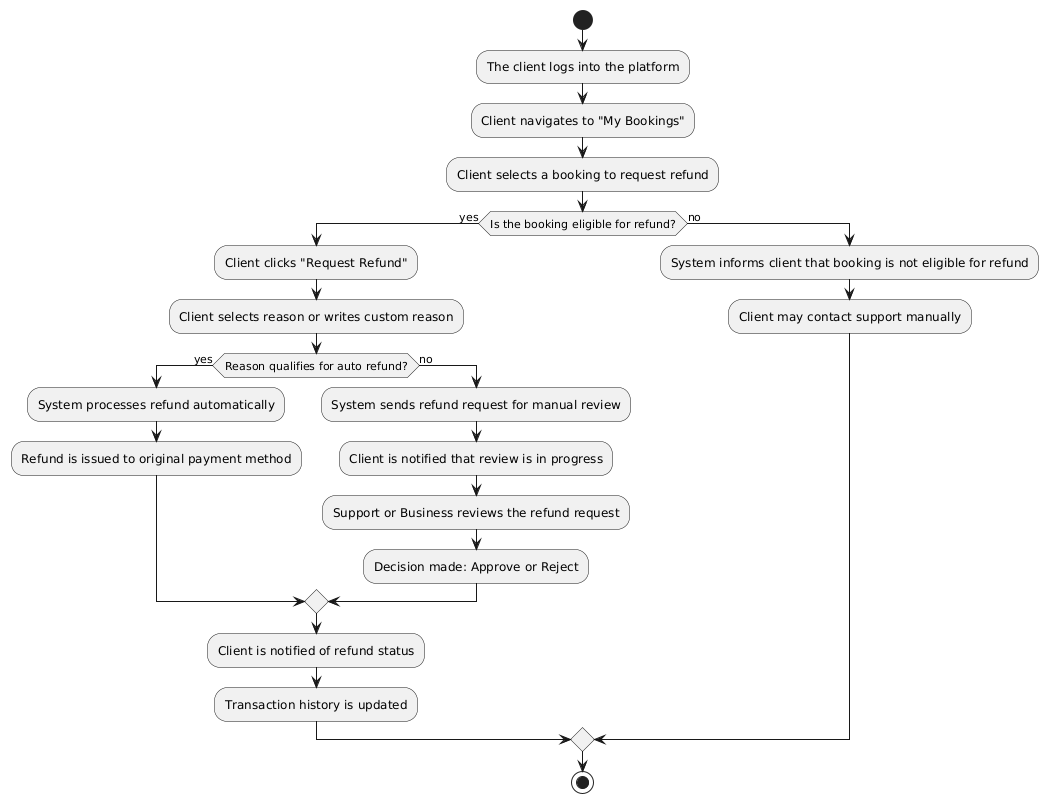 The client logs into the platform
Client navigates to "My Bookings"
Client selects a booking to request refund
yes
Is the booking eligible for refund?
no
Client clicks "Request Refund"
Client selects reason or writes custom reason
yes
Reason qualifies for auto refund?
no
System processes refund automatically
Refund is issued to original payment method
System sends refund request for manual review
Client is notified that review is in progress
Support or Business reviews the refund request
Decision made: Approve or Reject
Client is notified of refund status
Transaction history is updated
System informs client that booking is not eligible for refund
Client may contact support manually